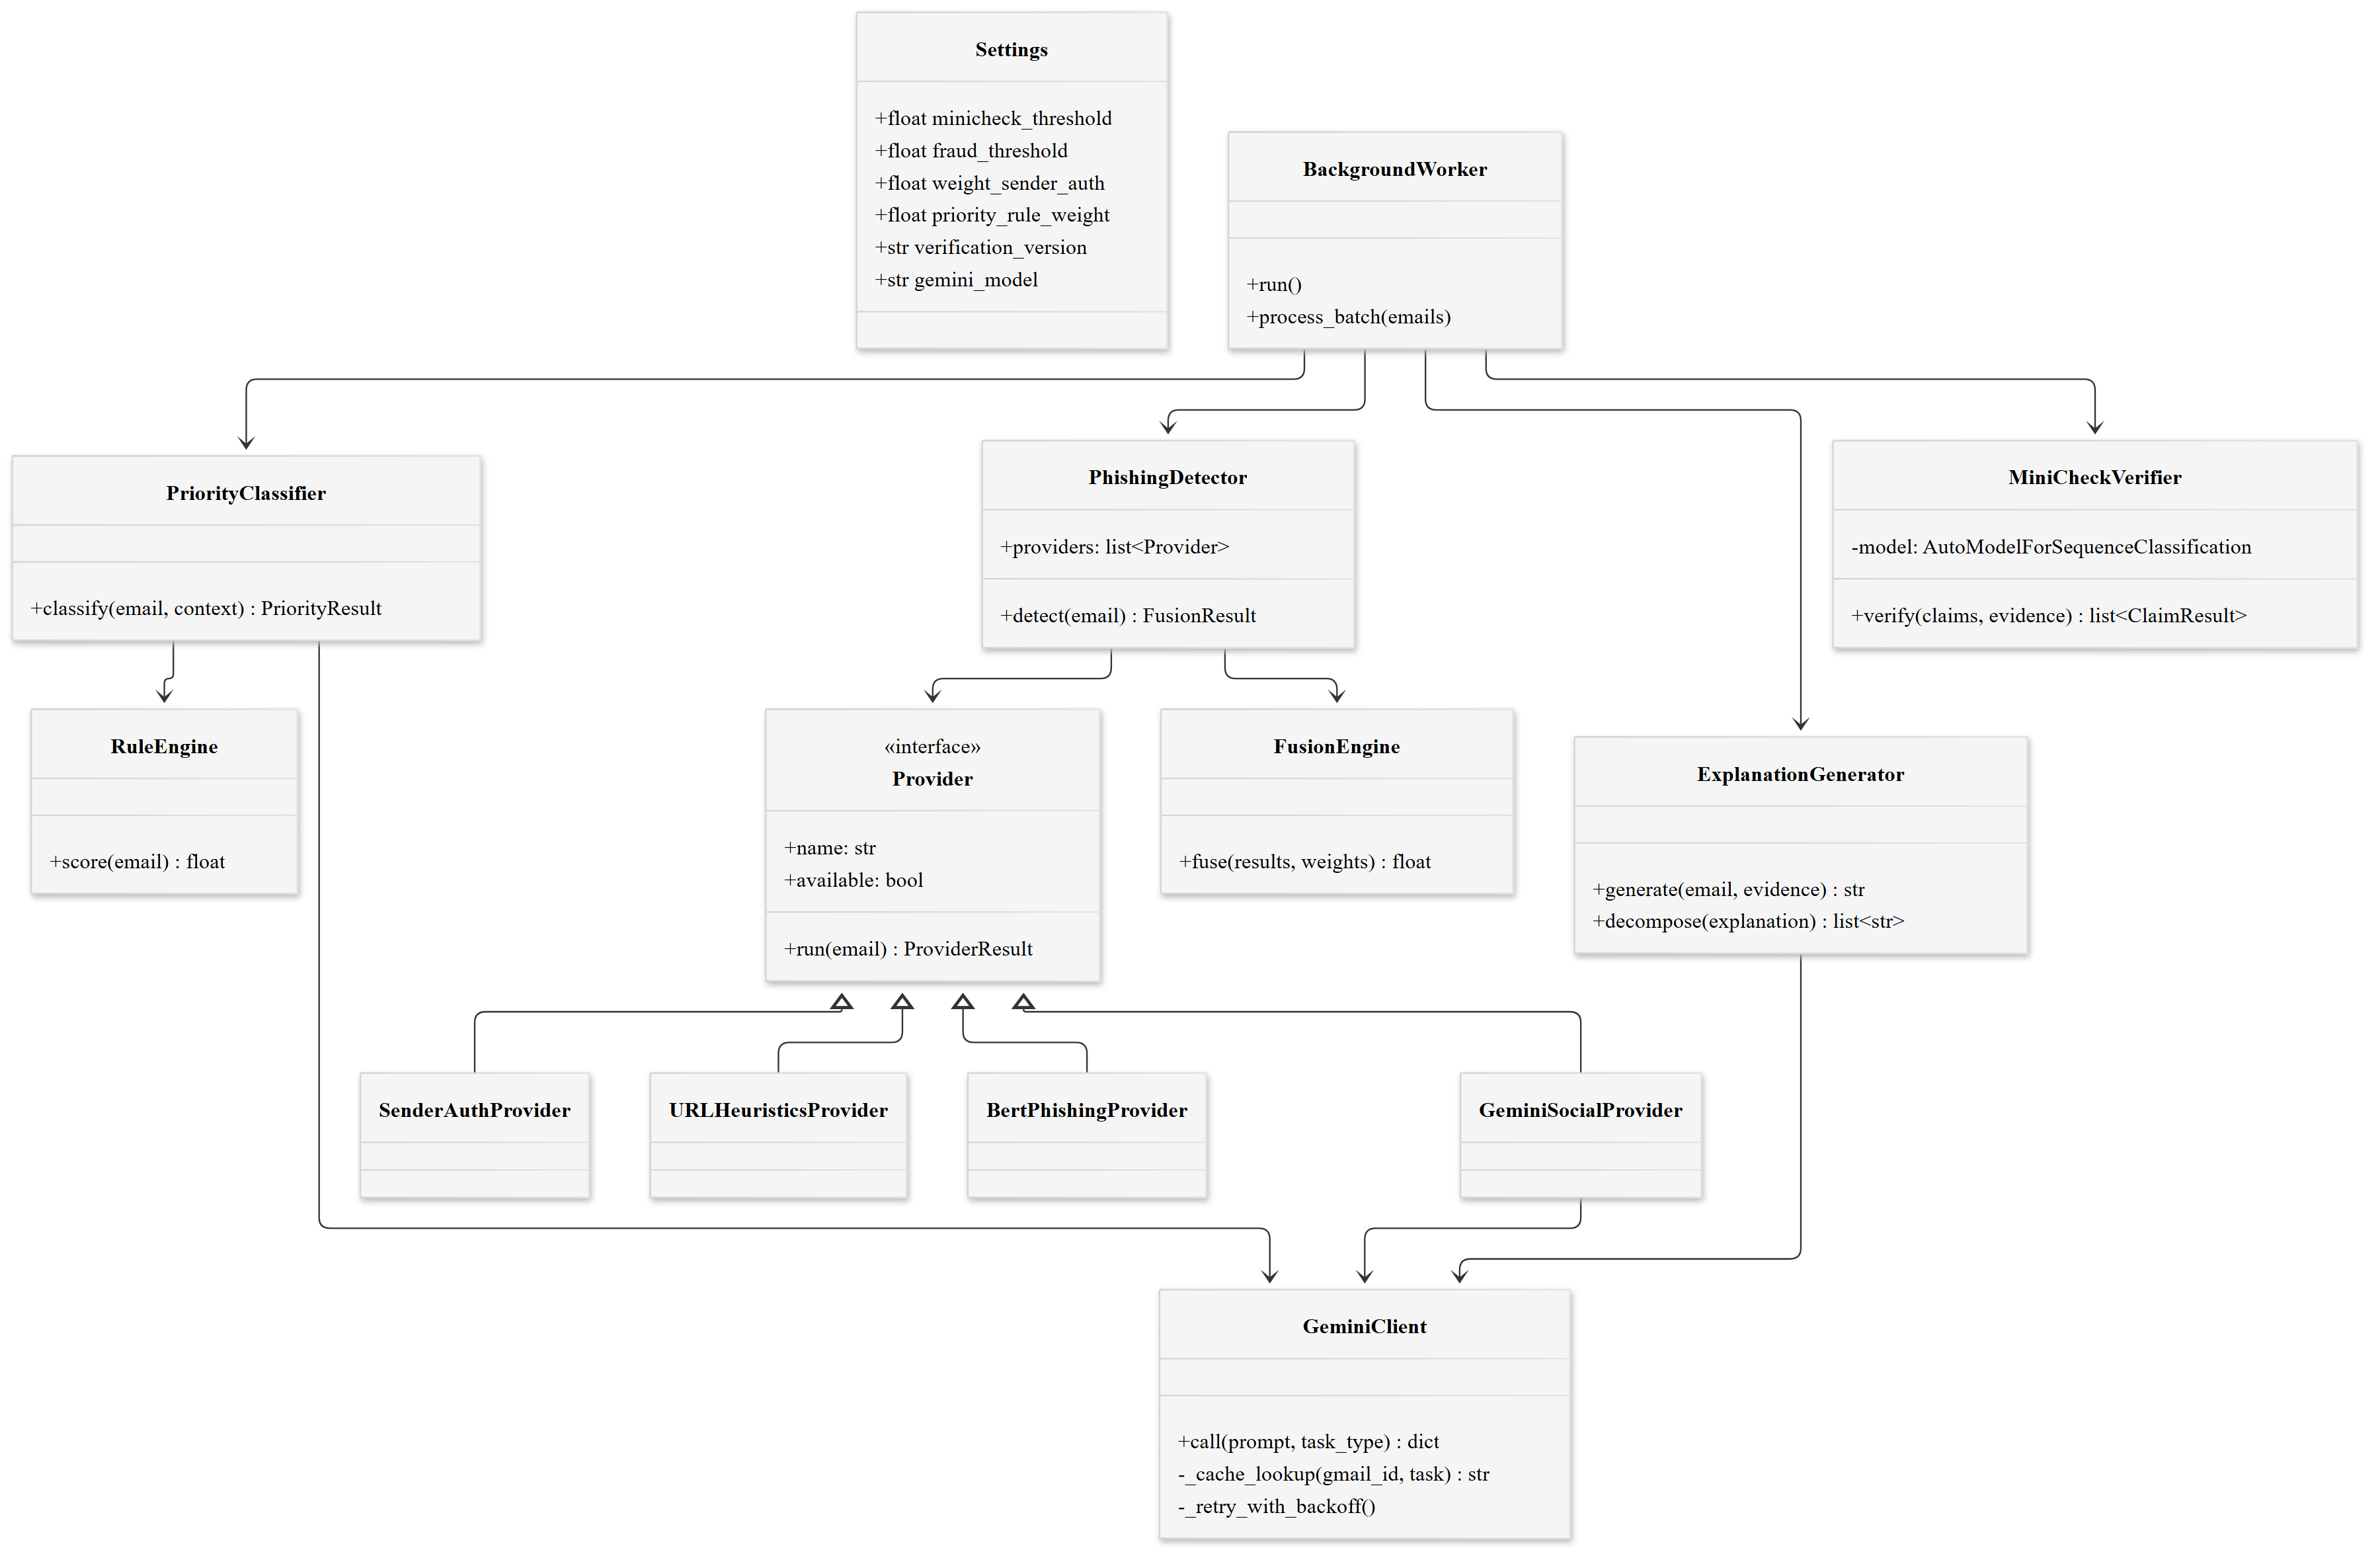 Settings
+float minicheck_threshold
+float fraud_threshold
+float weight_sender_auth
+float priority_rule_weight
+str verification_version
+str gemini_model
BackgroundWorker
+run()
+process_batch(emails)
PriorityClassifier
+classify(email, context) : PriorityResult
PhishingDetector
+providers: list<Provider>
+detect(email) : FusionResult
MiniCheckVerifier
-model: AutoModelForSequenceClassification
+verify(claims, evidence) : list<ClaimResult>
RuleEngine
+score(email) : float
«interface»
Provider
+name: str
+available: bool
+run(email) : ProviderResult
FusionEngine
+fuse(results, weights) : float
ExplanationGenerator
+generate(email, evidence) : str
+decompose(explanation) : list<str>
SenderAuthProvider
URLHeuristicsProvider
BertPhishingProvider
GeminiSocialProvider
GeminiClient
+call(prompt, task_type) : dict
-_cache_lookup(gmail_id, task) : str
-_retry_with_backoff()